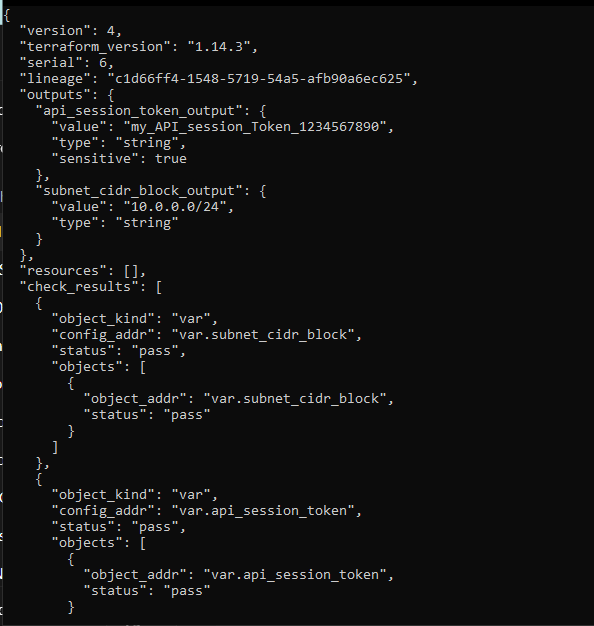 {
"version": 4,
"terraform_version": "1.14.3",
"serial": 6,
"lineage": "c1d66ff4-1548-5719-54a5-afb90a6ec625",
"outputs": {
"api_session_token_output": {
"value": "my_API_session_Token_1234567890",
"type": "string",
"sensitive": true
},
"subnet_cidr_block_output": {
"value": "10.0.0.0/24",
"type": "string"
}
},
"resources": [],
"check_results": [
{
"object_kind": "var",
"config_addr": "var.subnet_cidr_block",
"status": "pass",
"objects": [
{
"object_addr": "var.subnet_cidr_block",
"status": "pass"
}
]
},
{
"object_kind": "var",
"config_addr": "var.api_session_token",
"status": "pass",
"objects": [
{
"object_addr": "var.api_session_token",
"status": "pass"
}